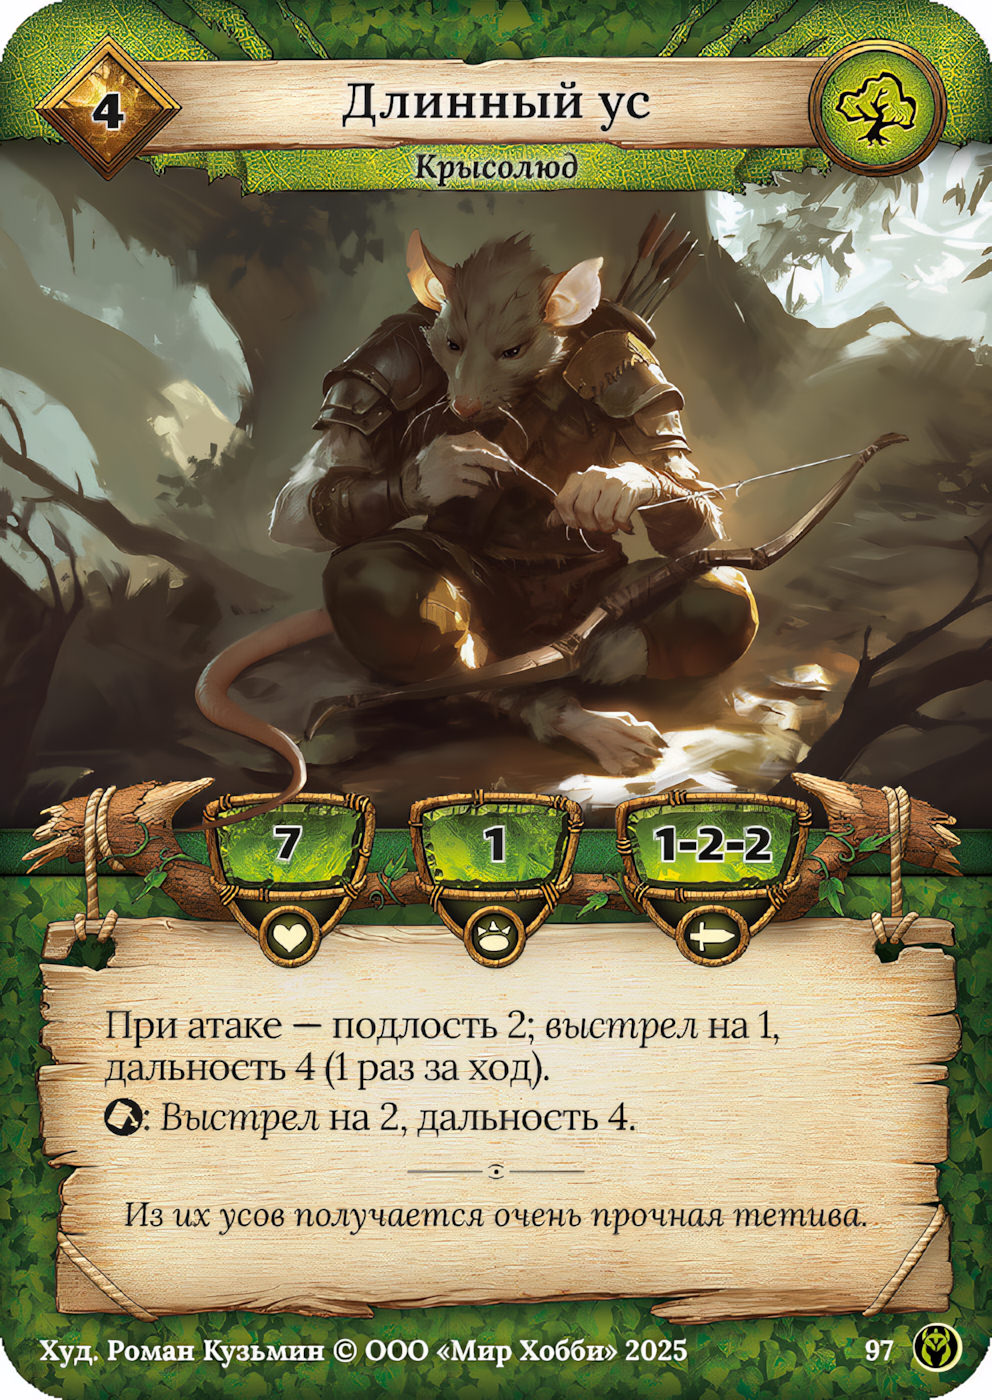 4
Длинный ус
Крысолюд
7
1
1-2-2
При атаке — подлость 2; выстрел на 1,
дальность 4 (1 раз за ход).
: Выстрел на 2, дальность 4.
Из их усов получается очень прочная тетива.
Худ. Роман Кузьмин © ООО «Мир Хобби» 2025
97